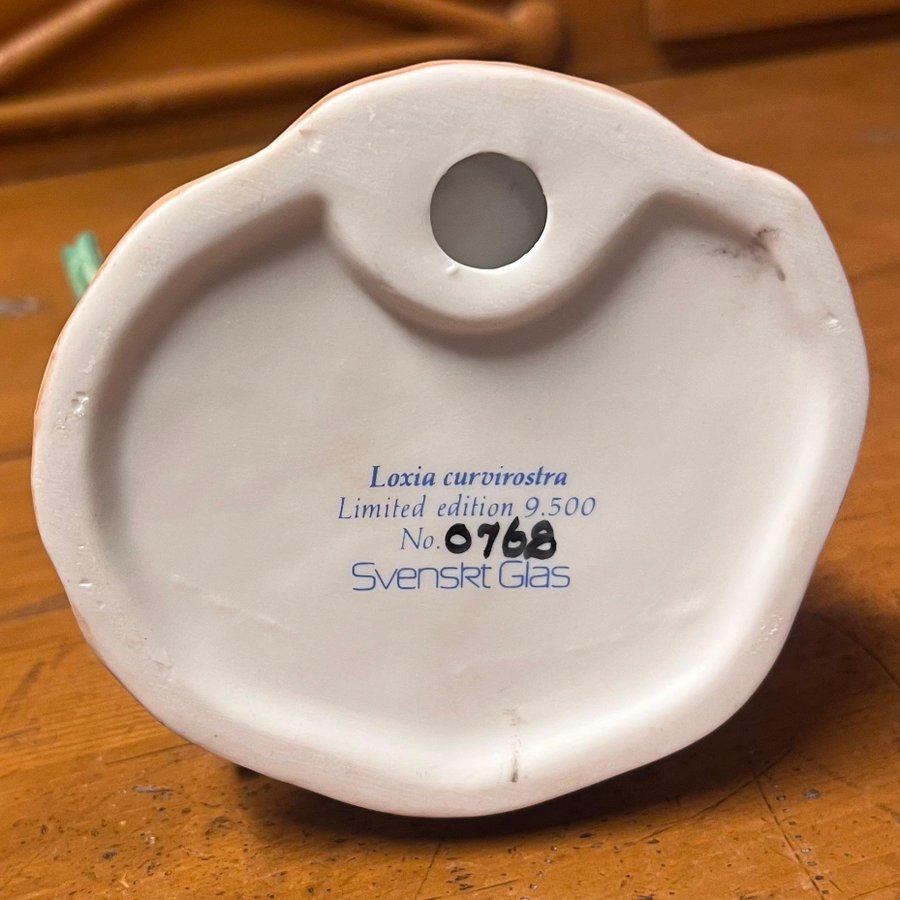 Loxia curvirostra
Limited edition 9.500
No. 0768
Svenskt Glas